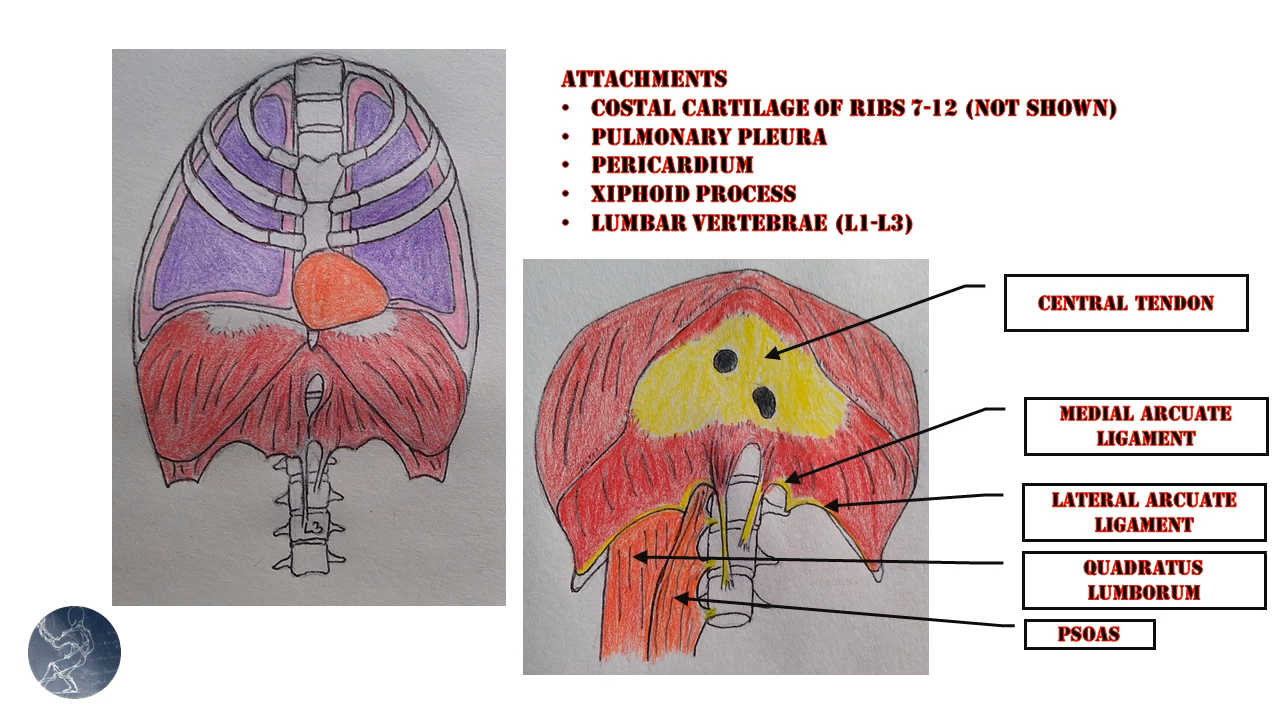 ATTACHMENTS
• COSTAL CARTILAGE OF RIBS 7-12 (NOT SHOWN)
• PULMONARY PLEURA
• PERICARDIUM
• XIPHOID PROCESS
• LUMBAR VERTEBRAE (L1-L3)
CENTRAL TENDON
MEDIAL ARCUATE
LIGAMENT
LATERAL ARCUATE
LIGAMENT
QUADRATUS
LUMBORUM
PSOAS
L3